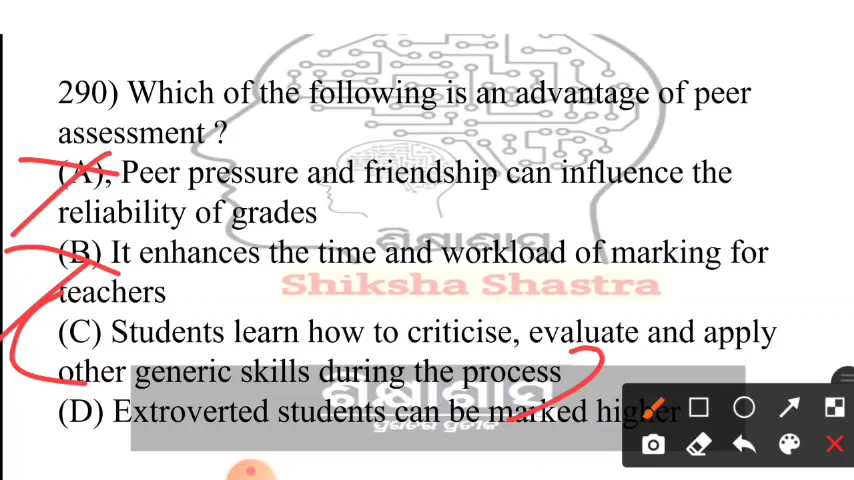 290) Which of the following is an advantage of peer
assessment ?
(A), Peer pressure and friendship can influence the
reliability of grades
ଶିକ୍ଷାଶାସ୍ତ୍ର
(B) It enhances the time and workload of marking for
Shiksha Shastra
teachers
(C) Students learn how to criticise, evaluate and apply
other generic skills during the process
ଶିକ୍ଷାଶାସ୍ତ୍ର
(D) Extroverted students can be marked higher